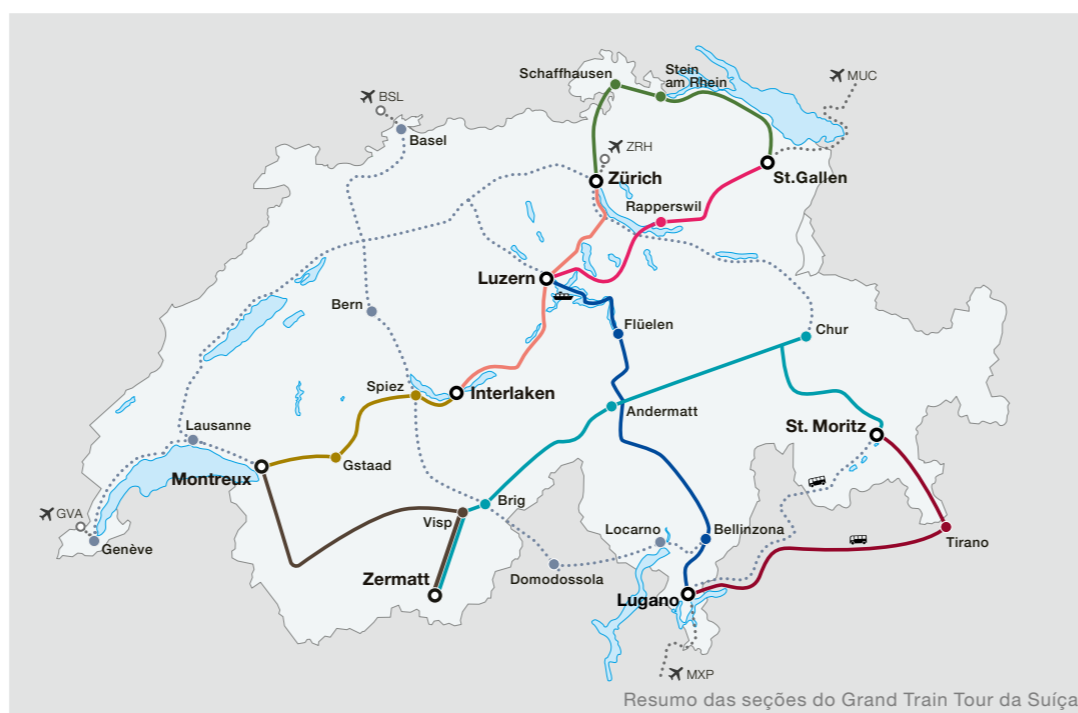 Schaffhausen
Stein
am Rhein
MUC
BSL
Basel
ZRH
Zürich
St.Gallen
Rapperswil
Luzern
Bern
Flüelen
Chur
Spiez
Interlaken
Andermatt
Lausanne
St. Moritz
Montreux
Gstaad
GVA
Genève
Visp
Brig
Locarno
Bellinzona
Tirano
Zermatt
Domodossola
Lugano
MXP
Resumo das seções do Grand Train Tour da Suíça